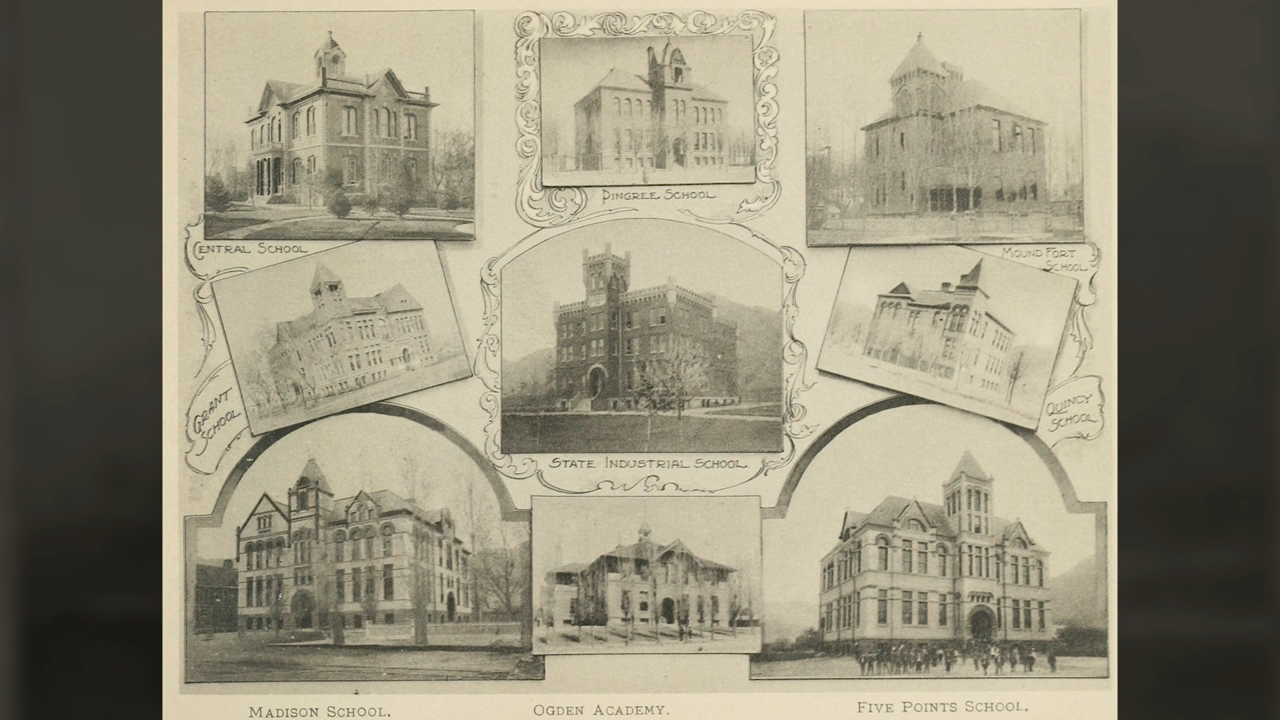 PINGREE SCHOOL
CENTRAL SCHOOL
MOUND FORT
SCHOOL
GRANT
SCHOOL
QUINCY
SCHOOL
STATE INDUSTRIAL SCHOOL
MADISON SCHOOL.
OGDEN ACADEMY.
FIVE POINTS SCHOOL.